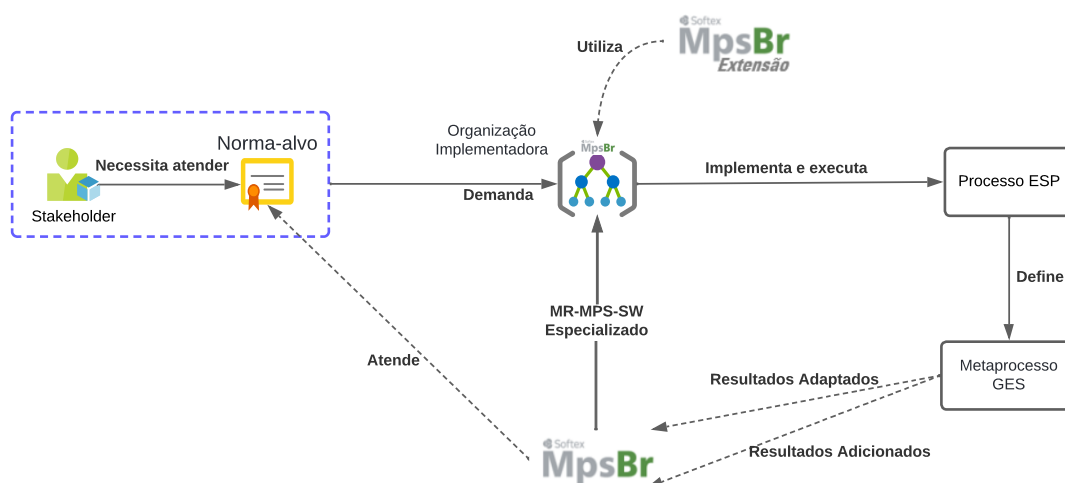 Softex
MpsBr
Extensão
Utiliza
Norma-alvo
Necessita atender
Stakeholder
Organização
Implementadora
Demanda
Softex
MpsBr
Implementa e executa
Processo ESP
Define
MR-MPS-SW
Especializado
Atende
Metaprocesso
GES
Resultados Adaptados
Resultados Adicionados
Softex
MpsBr